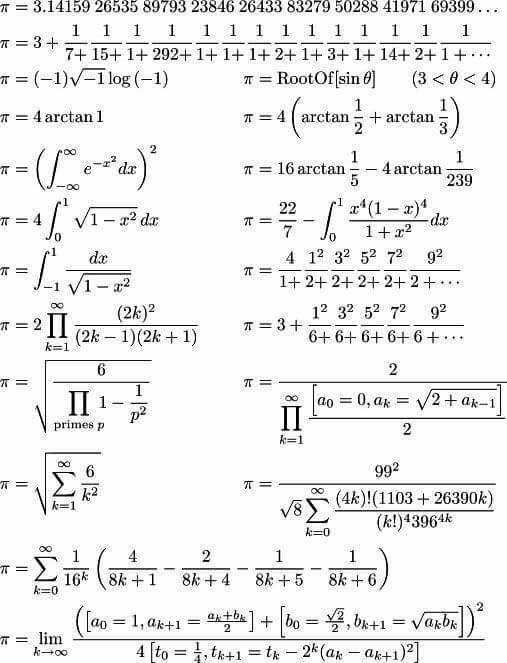 π = 3.14159 26535 89793 23846 26433 83279 50288 41971 69399 …
π = 3 + 1/7+ 1/15+ 1/1+ 1/292+ 1/1+ 1/1+ 1/1+ 1/2+ 1/1+ 1/3+ 1/1+ 1/14+ 1/2+ 1/1 + ⋯
π = (−1)√−1 log (−1) π = RootOf[sin θ] (3 < θ < 4)
π = 4 arctan 1 π = 4 (arctan 1/2 + arctan 1/3)
π = (∫_{−∞}^{∞} e^{−x²} dx)² π = 16 arctan 1/5 − 4 arctan 1/239
π = 4 ∫_0^1 √(1 − x²) dx π = 22/7 − ∫_0^1 x⁴(1 − x)⁴/(1 + x²) dx
π = ∫_{−1}^1 dx/√(1 − x²) π = 4/1+ 1²/2+ 3²/2+ 5²/2+ 7²/2+ 9²/2 + ⋯
π = 2 ∏_{k=1}^∞ (2k)²/((2k − 1)(2k + 1)) π = 3 + 1²/6+ 3²/6+ 5²/6+ 7²/6+ 9²/6 + ⋯
π = √(6/(∏_{primes p} 1 − 1/p²)) π = 2/(∏_{k=1}^∞ [a₀ = 0, a_k = √(2 + a_{k−1})]/2)
π = √(∑_{k=1}^∞ 6/k²) π = 99²/(√8 ∑_{k=0}^∞ (4k)!(1103 + 26390k)/((k!)⁴396^{4k}))
π = ∑_{k=0}^∞ 1/16^k (4/(8k + 1) − 2/(8k + 4) − 1/(8k + 5) − 1/(8k + 6))
π = lim_{k→∞} ([a₀ = 1, a_{k+1} = (a_k+b_k)/2] + [b₀ = √2/2, b_{k+1} = √(a_k b_k)])²/(4 [t₀ = 1/4, t_{k+1} = t_k − 2^k(a_k − a_{k+1})²])